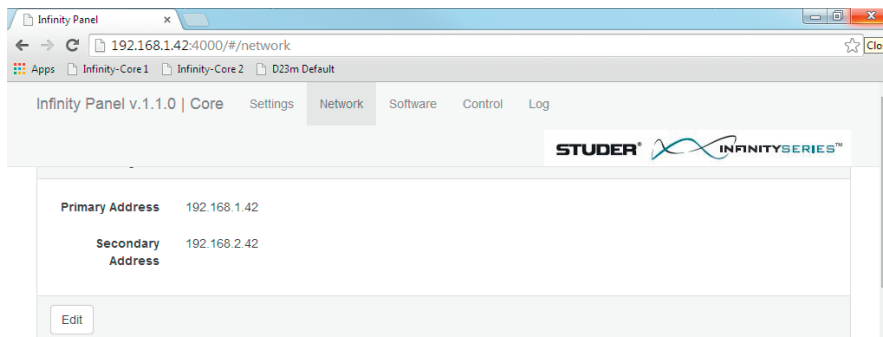 Infinity Panel
192.168.1.42:4000/#/network
Clo
Apps Infinity-Core 1 Infinity-Core 2 D23m Default
Infinity Panel v.1.1.0 | Core Settings Network Software Control Log
STUDER® INFINITYSERIES™
Primary Address 192.168.1.42
Secondary Address 192.168.2.42
Edit